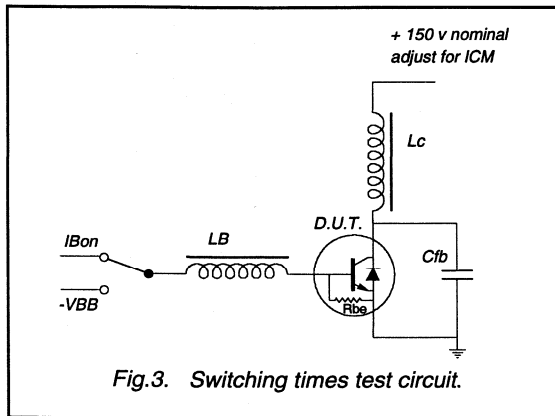 + 150 v nominal
adjust for ICM
Lc
D.U.T.
LB
IBon
Cfb
-VBB
Rbe
Fig.3. Switching times test circuit.